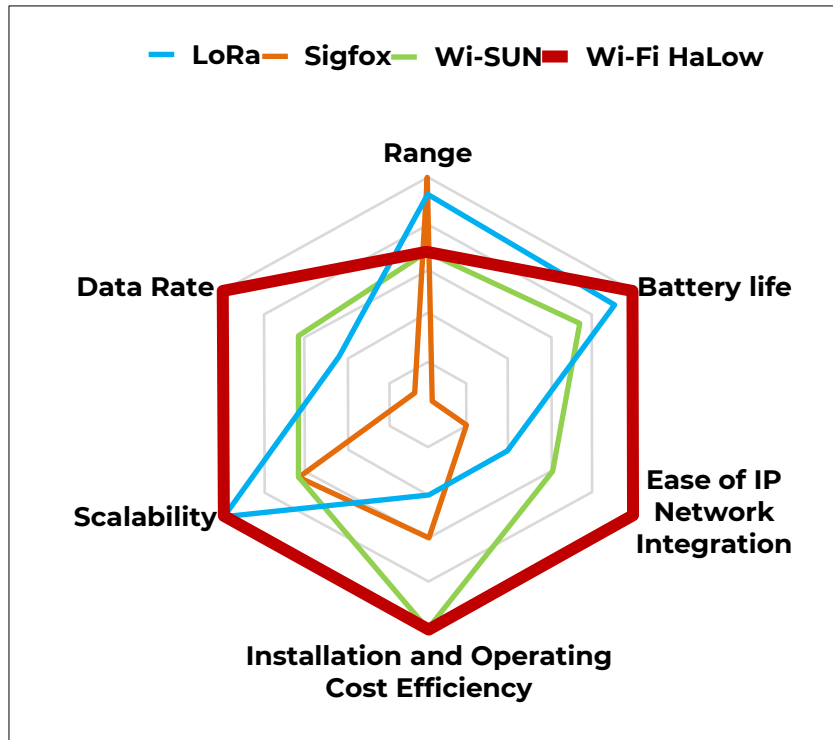 LoRa Sigfox Wi-SUN Wi-Fi HaLow
Range
Data Rate
Battery life
Scalability
Ease of IP
Network
Integration
Installation and Operating
Cost Efficiency